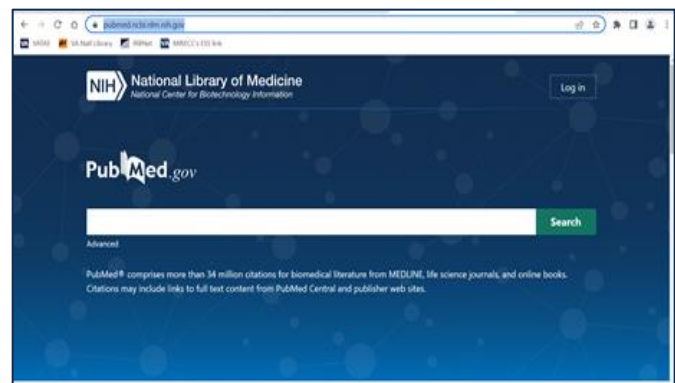 pubmed.ncbi.nlm.nih.gov
VA Natl Library
NIH National Library of Medicine
National Center for Biotechnology Information
Log in
PubMed.gov
Search
Advanced
PubMed® comprises more than 34 million citations for biomedical literature from MEDLINE, life science journals, and online books.
Citations may include links to full text content from PubMed Central and publisher web sites.